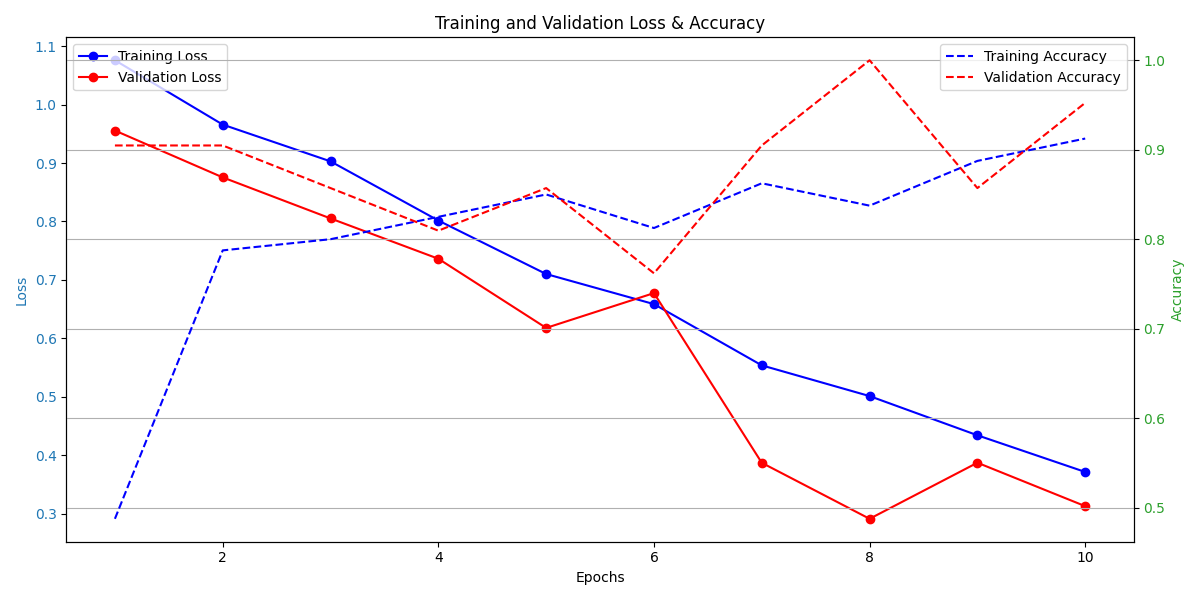 Training and Validation Loss & Accuracy
Training Loss
Validation Loss
Training Accuracy
Validation Accuracy
1.1
1.0
0.9
0.8
0.7
0.6
0.5
0.4
0.3
Loss
1.0
0.9
0.8
0.7
0.6
0.5
Accuracy
2 4 6 8 10
Epochs